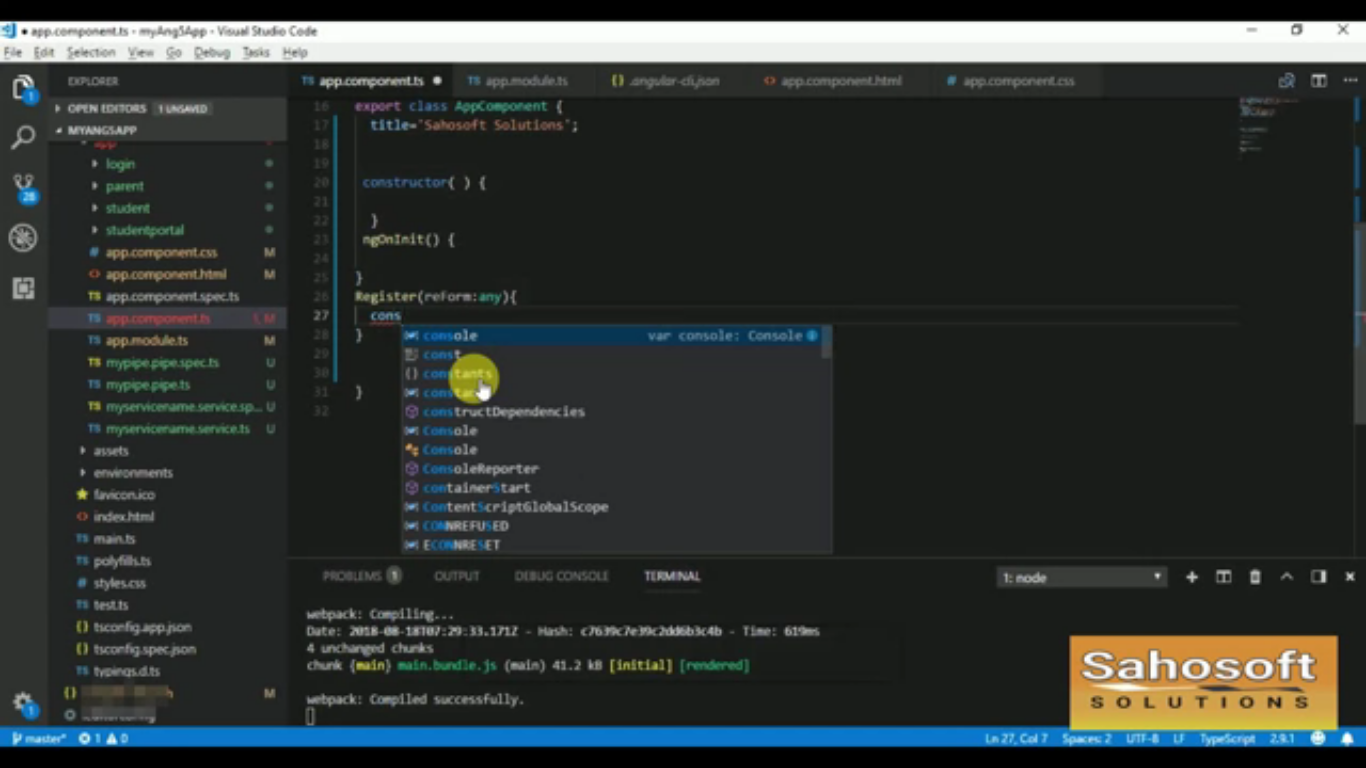 app.component.ts - myAng5App - Visual Studio Code
File Edit Selection View Go Debug Tasks Help
EXPLORER
OPEN EDITORS 1 UNSAVED
MYANG5APP
app
login
parent
student
studentportal
app.component.css M
app.component.html M
app.component.spec.ts
app.component.ts 1, M
app.module.ts M
mypipe.pipe.spec.ts U
mypipe.pipe.ts U
myservicename.service.sp... U
myservicename.service.ts U
assets
environments
favicon.ico
index.html
main.ts
polyfills.ts
styles.css
test.ts
tsconfig.app.json
tsconfig.spec.json
typings.d.ts
M
app.component.ts app.module.ts .angular-cli.json app.component.html app.component.css
16 export class AppComponent {
17 title='Sahosoft Solutions';
18
19
20 constructor( ) {
21
22 }
23 ngOnInit() {
24
25 }
26 Register(reForm:any){
27 cons
28 }
29
30
31 }
32
console var console: Console
const
constants
constructDependencies
Console
Console
ConsoleReporter
containerStart
ContentScriptGlobalScope
CONNREFUSED
ECONNRESET
PROBLEMS 1 OUTPUT DEBUG CONSOLE TERMINAL 1: node
webpack: Compiling...
Date: 2018-08-18T07:29:33.171Z - Hash: c7639c7e39c2dd6b3c4b - Time: 619ms
4 unchanged chunks
chunk {main} main.bundle.js (main) 41.2 kB [initial] [rendered]
webpack: Compiled successfully.
Sahosoft
SOLUTIONS
master* 1 0 Ln 27, Col 7 Spaces: 2 UTF-8 LF TypeScript 2.9.1